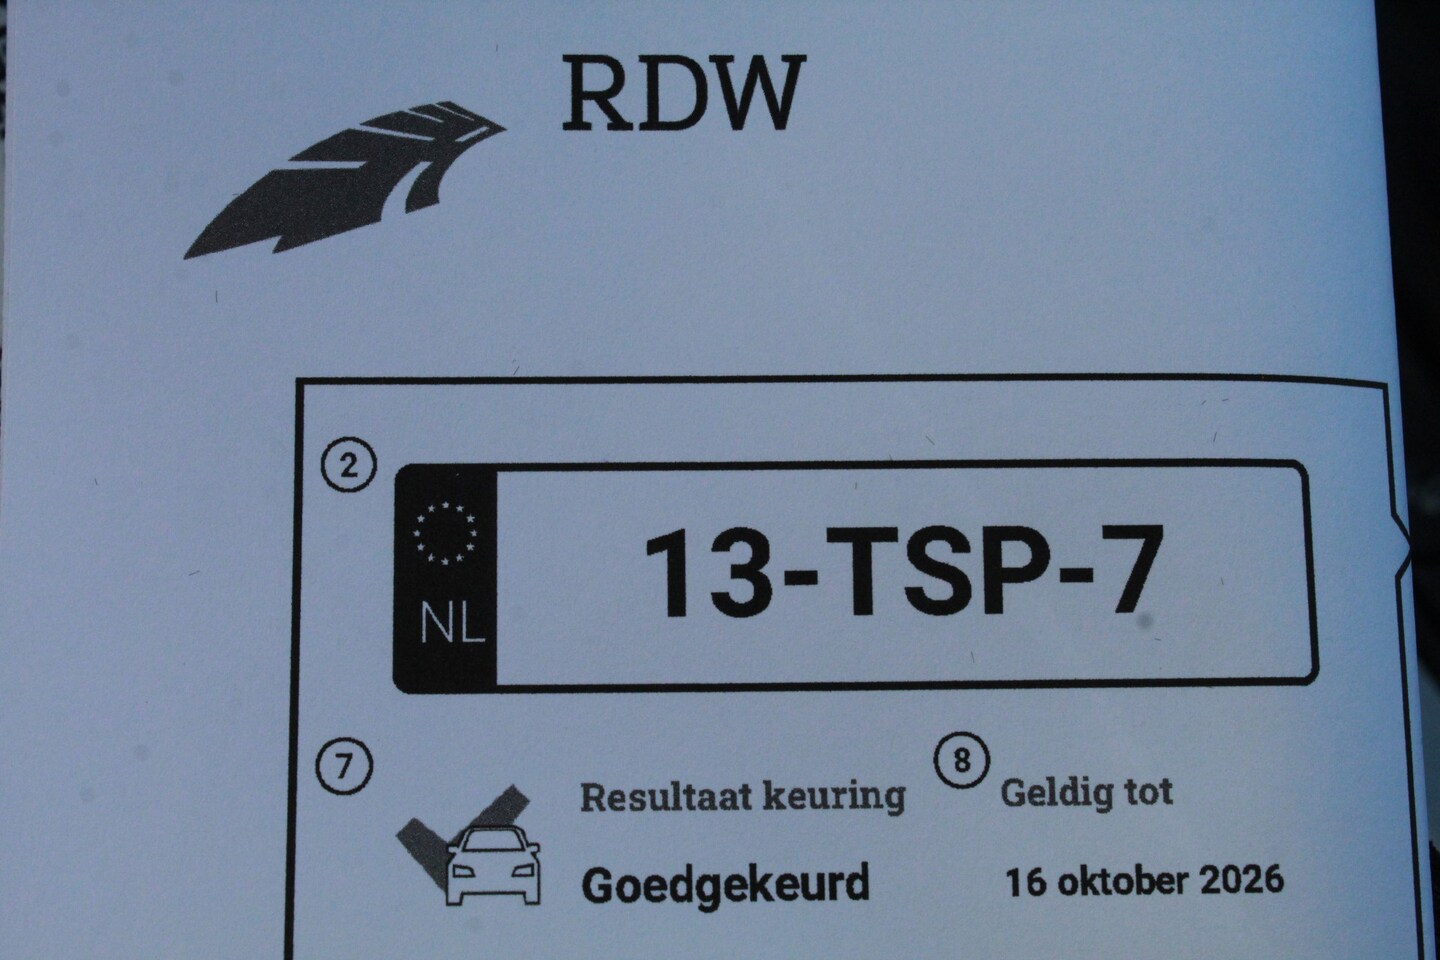 RDW
2
NL
13-TSP-7
7
Resultaat keuring
8
Geldig tot
Goedgekeurd
16 oktober 2026